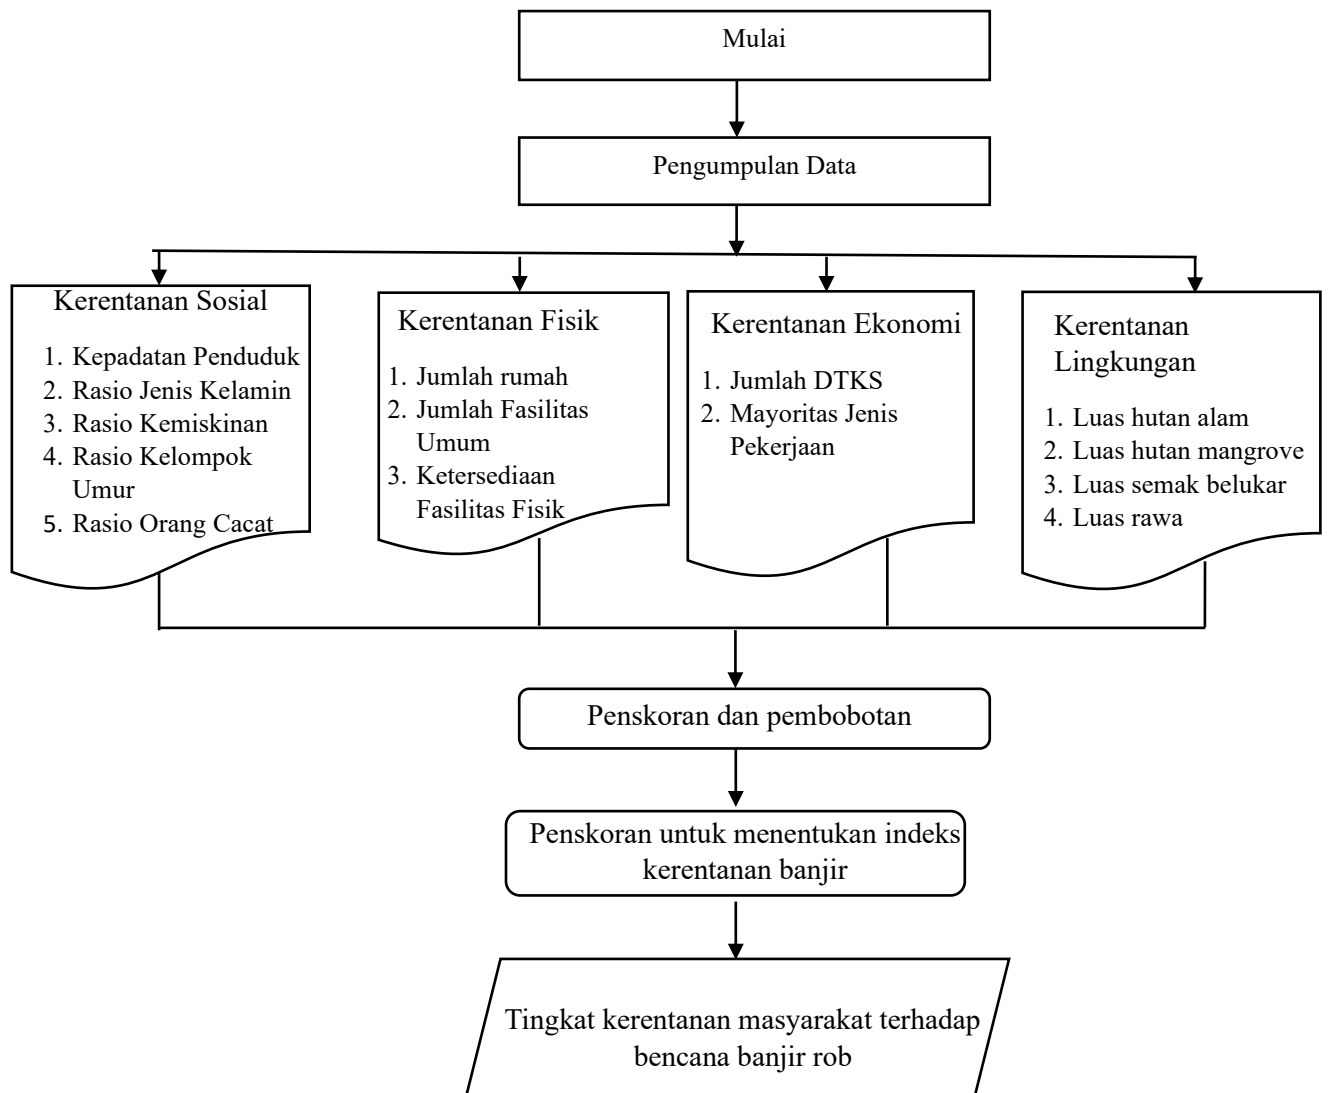 Mulai
Pengumpulan Data
Kerentanan Sosial
1. Kepadatan Penduduk
2. Rasio Jenis Kelamin
3. Rasio Kemiskinan
4. Rasio Kelompok
Umur
5. Rasio Orang Cacat
Kerentanan Fisik
1. Jumlah rumah
2. Jumlah Fasilitas
Umum
3. Ketersediaan
Fasilitas Fisik
Kerentanan Ekonomi
1. Jumlah DTKS
2. Mayoritas Jenis
Pekerjaan
Kerentanan
Lingkungan
1. Luas hutan alam
2. Luas hutan mangrove
3. Luas semak belukar
4. Luas rawa
Penskoran dan pembobotan
Penskoran untuk menentukan indeks
kerentanan banjir
Tingkat kerentanan masyarakat terhadap
bencana banjir rob